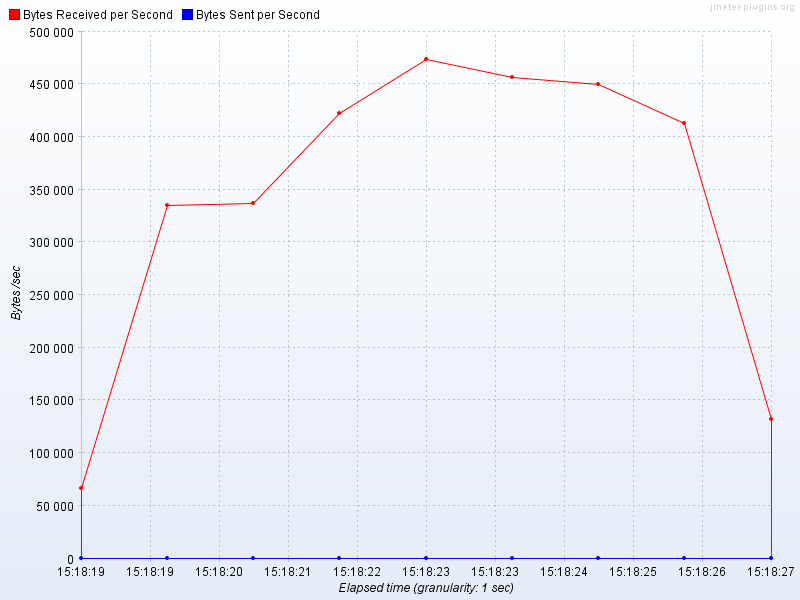 jmeter-plugins.org
Bytes Received per Second Bytes Sent per Second
500 000
450 000
400 000
350 000
300 000
250 000
200 000
150 000
100 000
50 000
0
Bytes /sec
15:18:19 15:18:19 15:18:20 15:18:21 15:18:22 15:18:23 15:18:23 15:18:24 15:18:25 15:18:26 15:18:27
Elapsed time (granularity: 1 sec)